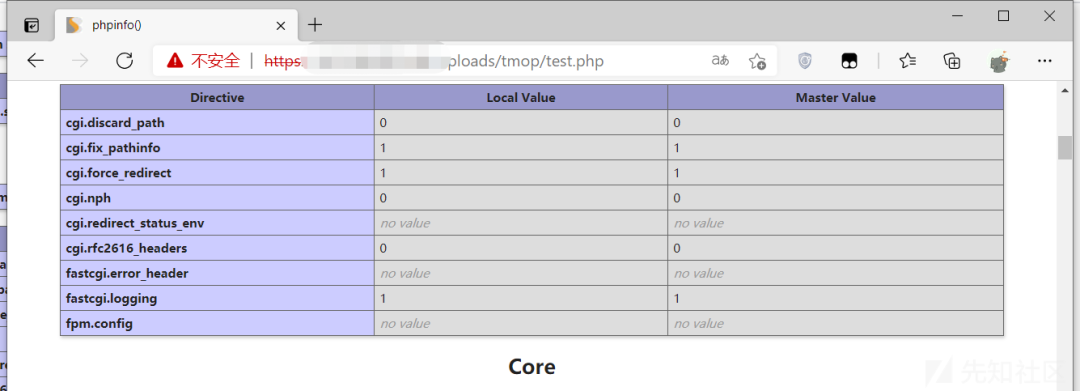 phpinfo()
不安全 | https: ploads/tmop/test.php aあ
Directive Local Value Master Value
cgi.discard_path 0 0
cgi.fix_pathinfo 1 1
cgi.force_redirect 1 1
cgi.nph 0 0
cgi.redirect_status_env no value no value
cgi.rfc2616_headers 0 0
fastcgi.error_header no value no value
fastcgi.logging 1 1
fpm.config no value no value
Core
先知社区